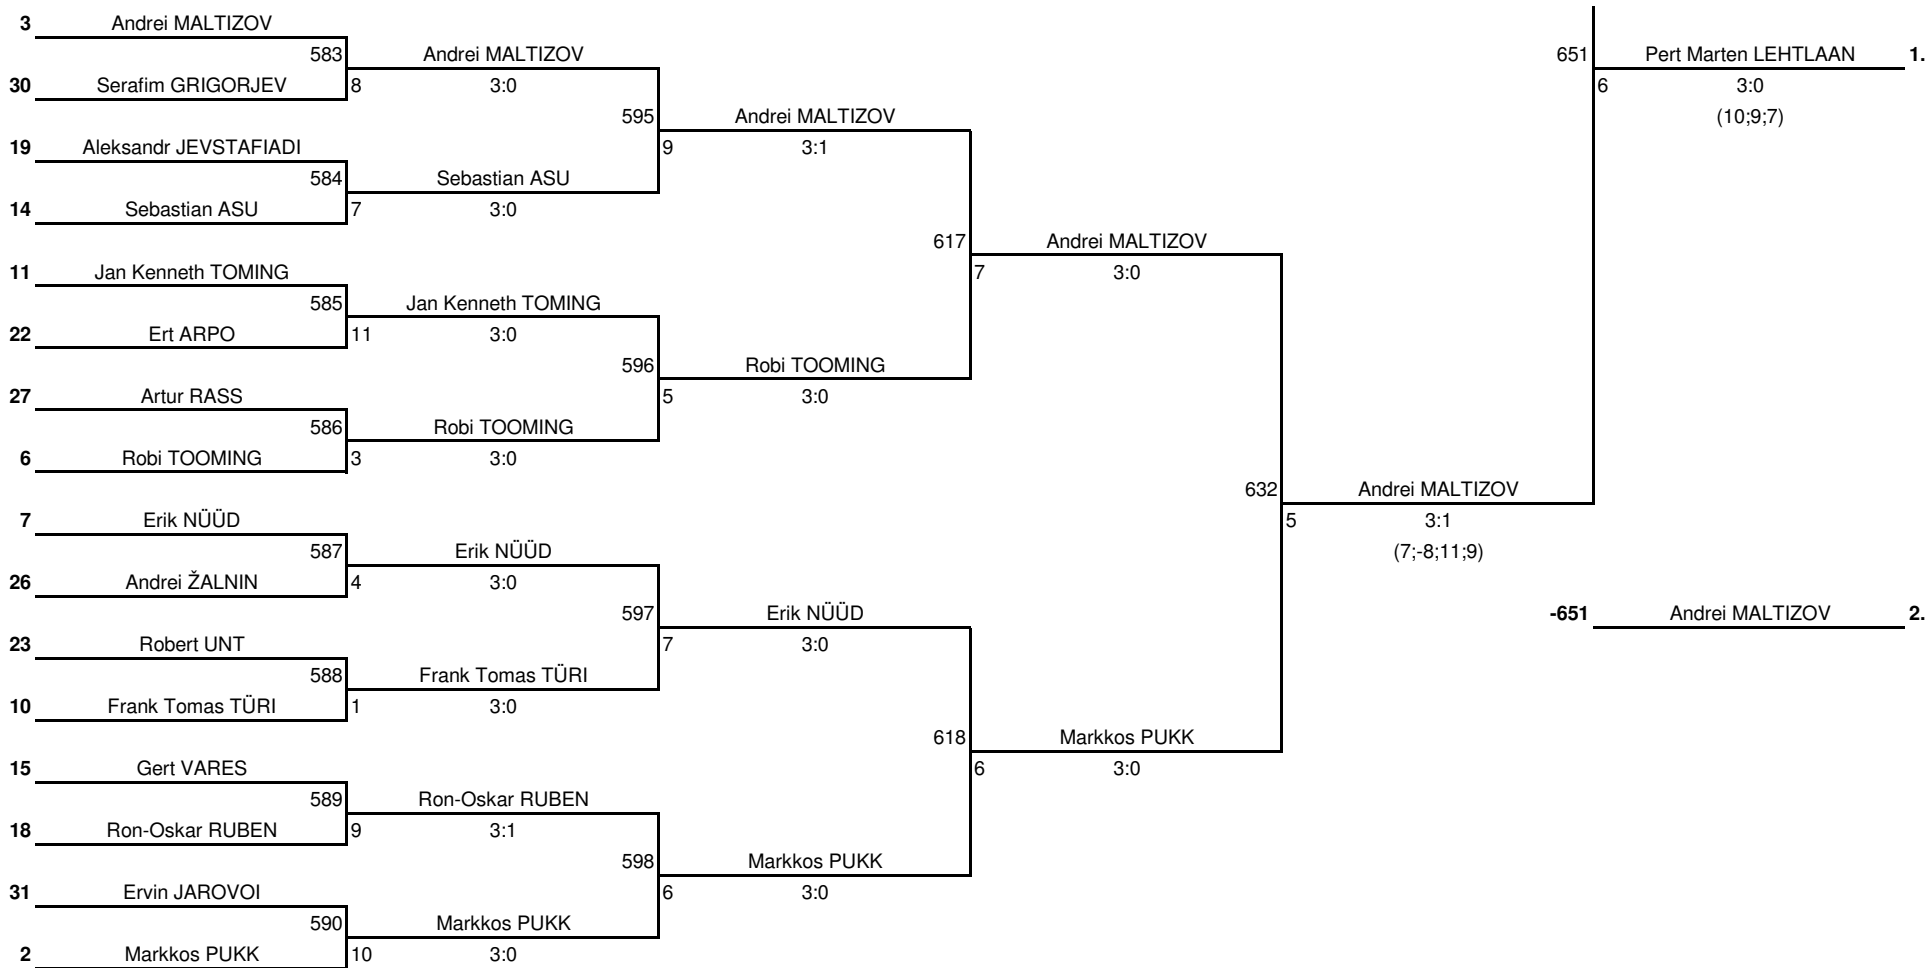 3 Andrei MALTIZOV
583 Andrei MALTIZOV 651 Pert Marten LEHTLAAN 1.
30 Serafim GRIGORJEV 8 3:0 6 3:0
595 Andrei MALTIZOV (10;9;7)
19 Aleksandr JEVSTAFIADI 9 3:1
584 Sebastian ASU
14 Sebastian ASU 7 3:0
617 Andrei MALTIZOV
11 Jan Kenneth TOMING 7 3:0
585 Jan Kenneth TOMING
22 Ert ARPO 11 3:0
596 Robi TOOMING
27 Artur RASS 5 3:0
586 Robi TOOMING
6 Robi TOOMING 3 3:0
632 Andrei MALTIZOV
7 Erik NÜÜD 5 3:1
587 Erik NÜÜD (7;-8;11;9)
26 Andrei ŽALNIN 4 3:0
597 Erik NÜÜD -651 Andrei MALTIZOV 2.
23 Robert UNT 7 3:0
588 Frank Tomas TÜRI
10 Frank Tomas TÜRI 1 3:0
618 Markkos PUKK
15 Gert VARES 6 3:0
589 Ron-Oskar RUBEN
18 Ron-Oskar RUBEN 9 3:1
598 Markkos PUKK
31 Ervin JAROVOI 6 3:0
590 Markkos PUKK
2 Markkos PUKK 10 3:0